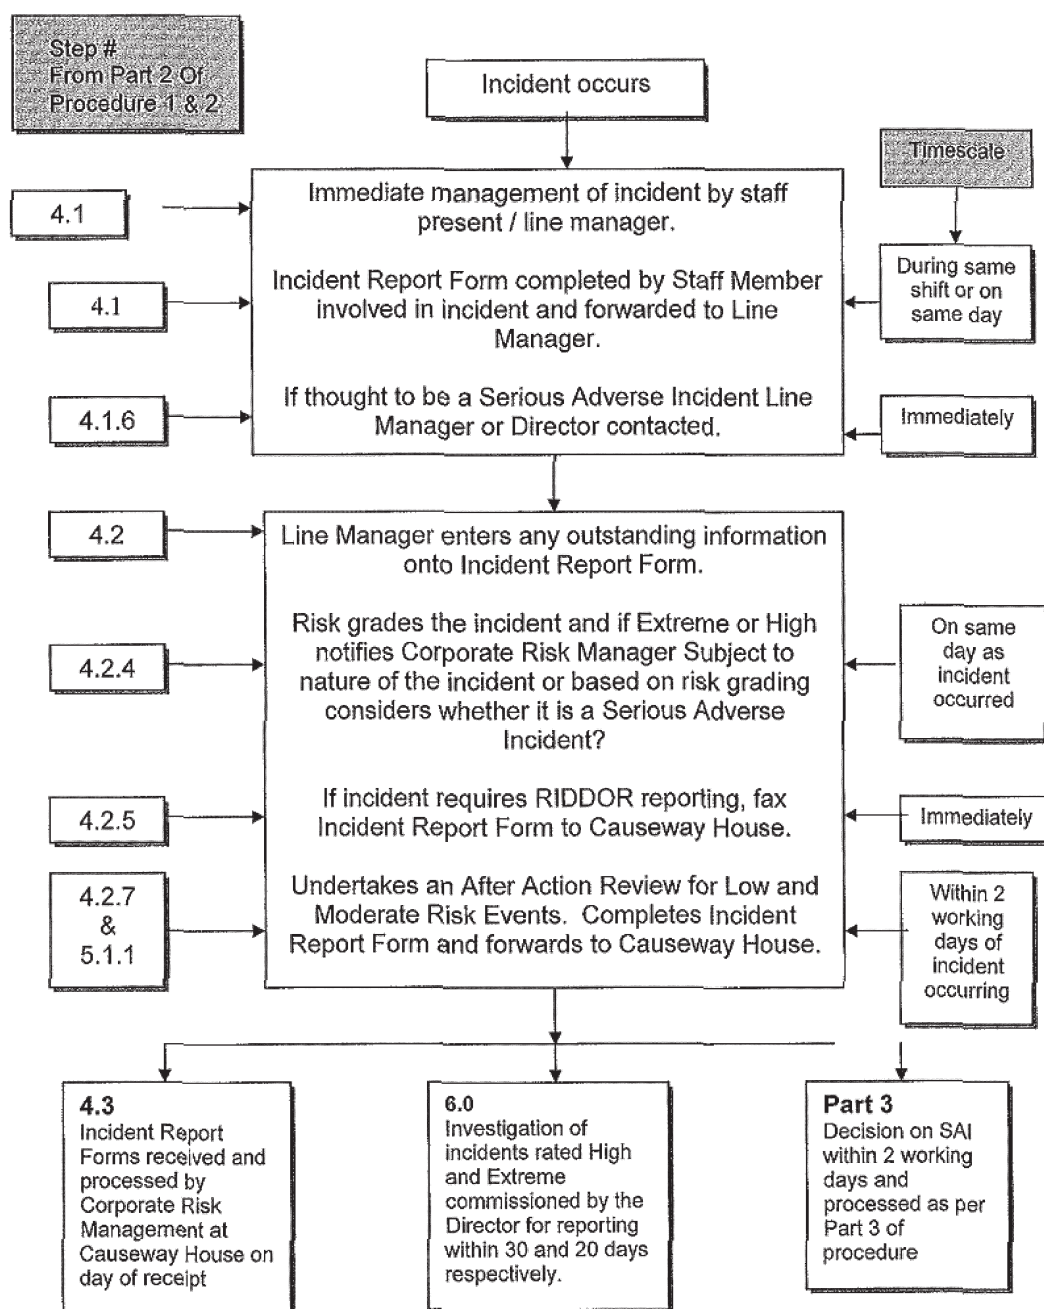 Step #
From Part 2 Of
Procedure 1 & 2
Incident occurs
Timescale
4.1
Immediate management of incident by staff
present / line manager.
During same
shift or on
same day
4.1
Incident Report Form completed by Staff Member
involved in incident and forwarded to Line
Manager.
4.1.6
If thought to be a Serious Adverse Incident Line
Manager or Director contacted.
Immediately
4.2
Line Manager enters any outstanding information
onto Incident Report Form.
4.2.4
Risk grades the incident and if Extreme or High
notifies Corporate Risk Manager Subject to
nature of the incident or based on risk grading
considers whether it is a Serious Adverse
Incident?
On same
day as
incident
occurred
4.2.5
If incident requires RIDDOR reporting, fax
Incident Report Form to Causeway House.
Immediately
4.2.7
&
5.1.1
Undertakes an After Action Review for Low and
Moderate Risk Events. Completes Incident
Report Form and forwards to Causeway House.
Within 2
working
days of
incident
occurring
4.3
Incident Report
Forms received and
processed by
Corporate Risk
Management at
Causeway House on
day of receipt
6.0
Investigation of
incidents rated High
and Extreme
commissioned by the
Director for reporting
within 30 and 20 days
respectively.
Part 3
Decision on SAI
within 2 working
days and
processed as per
Part 3 of
procedure